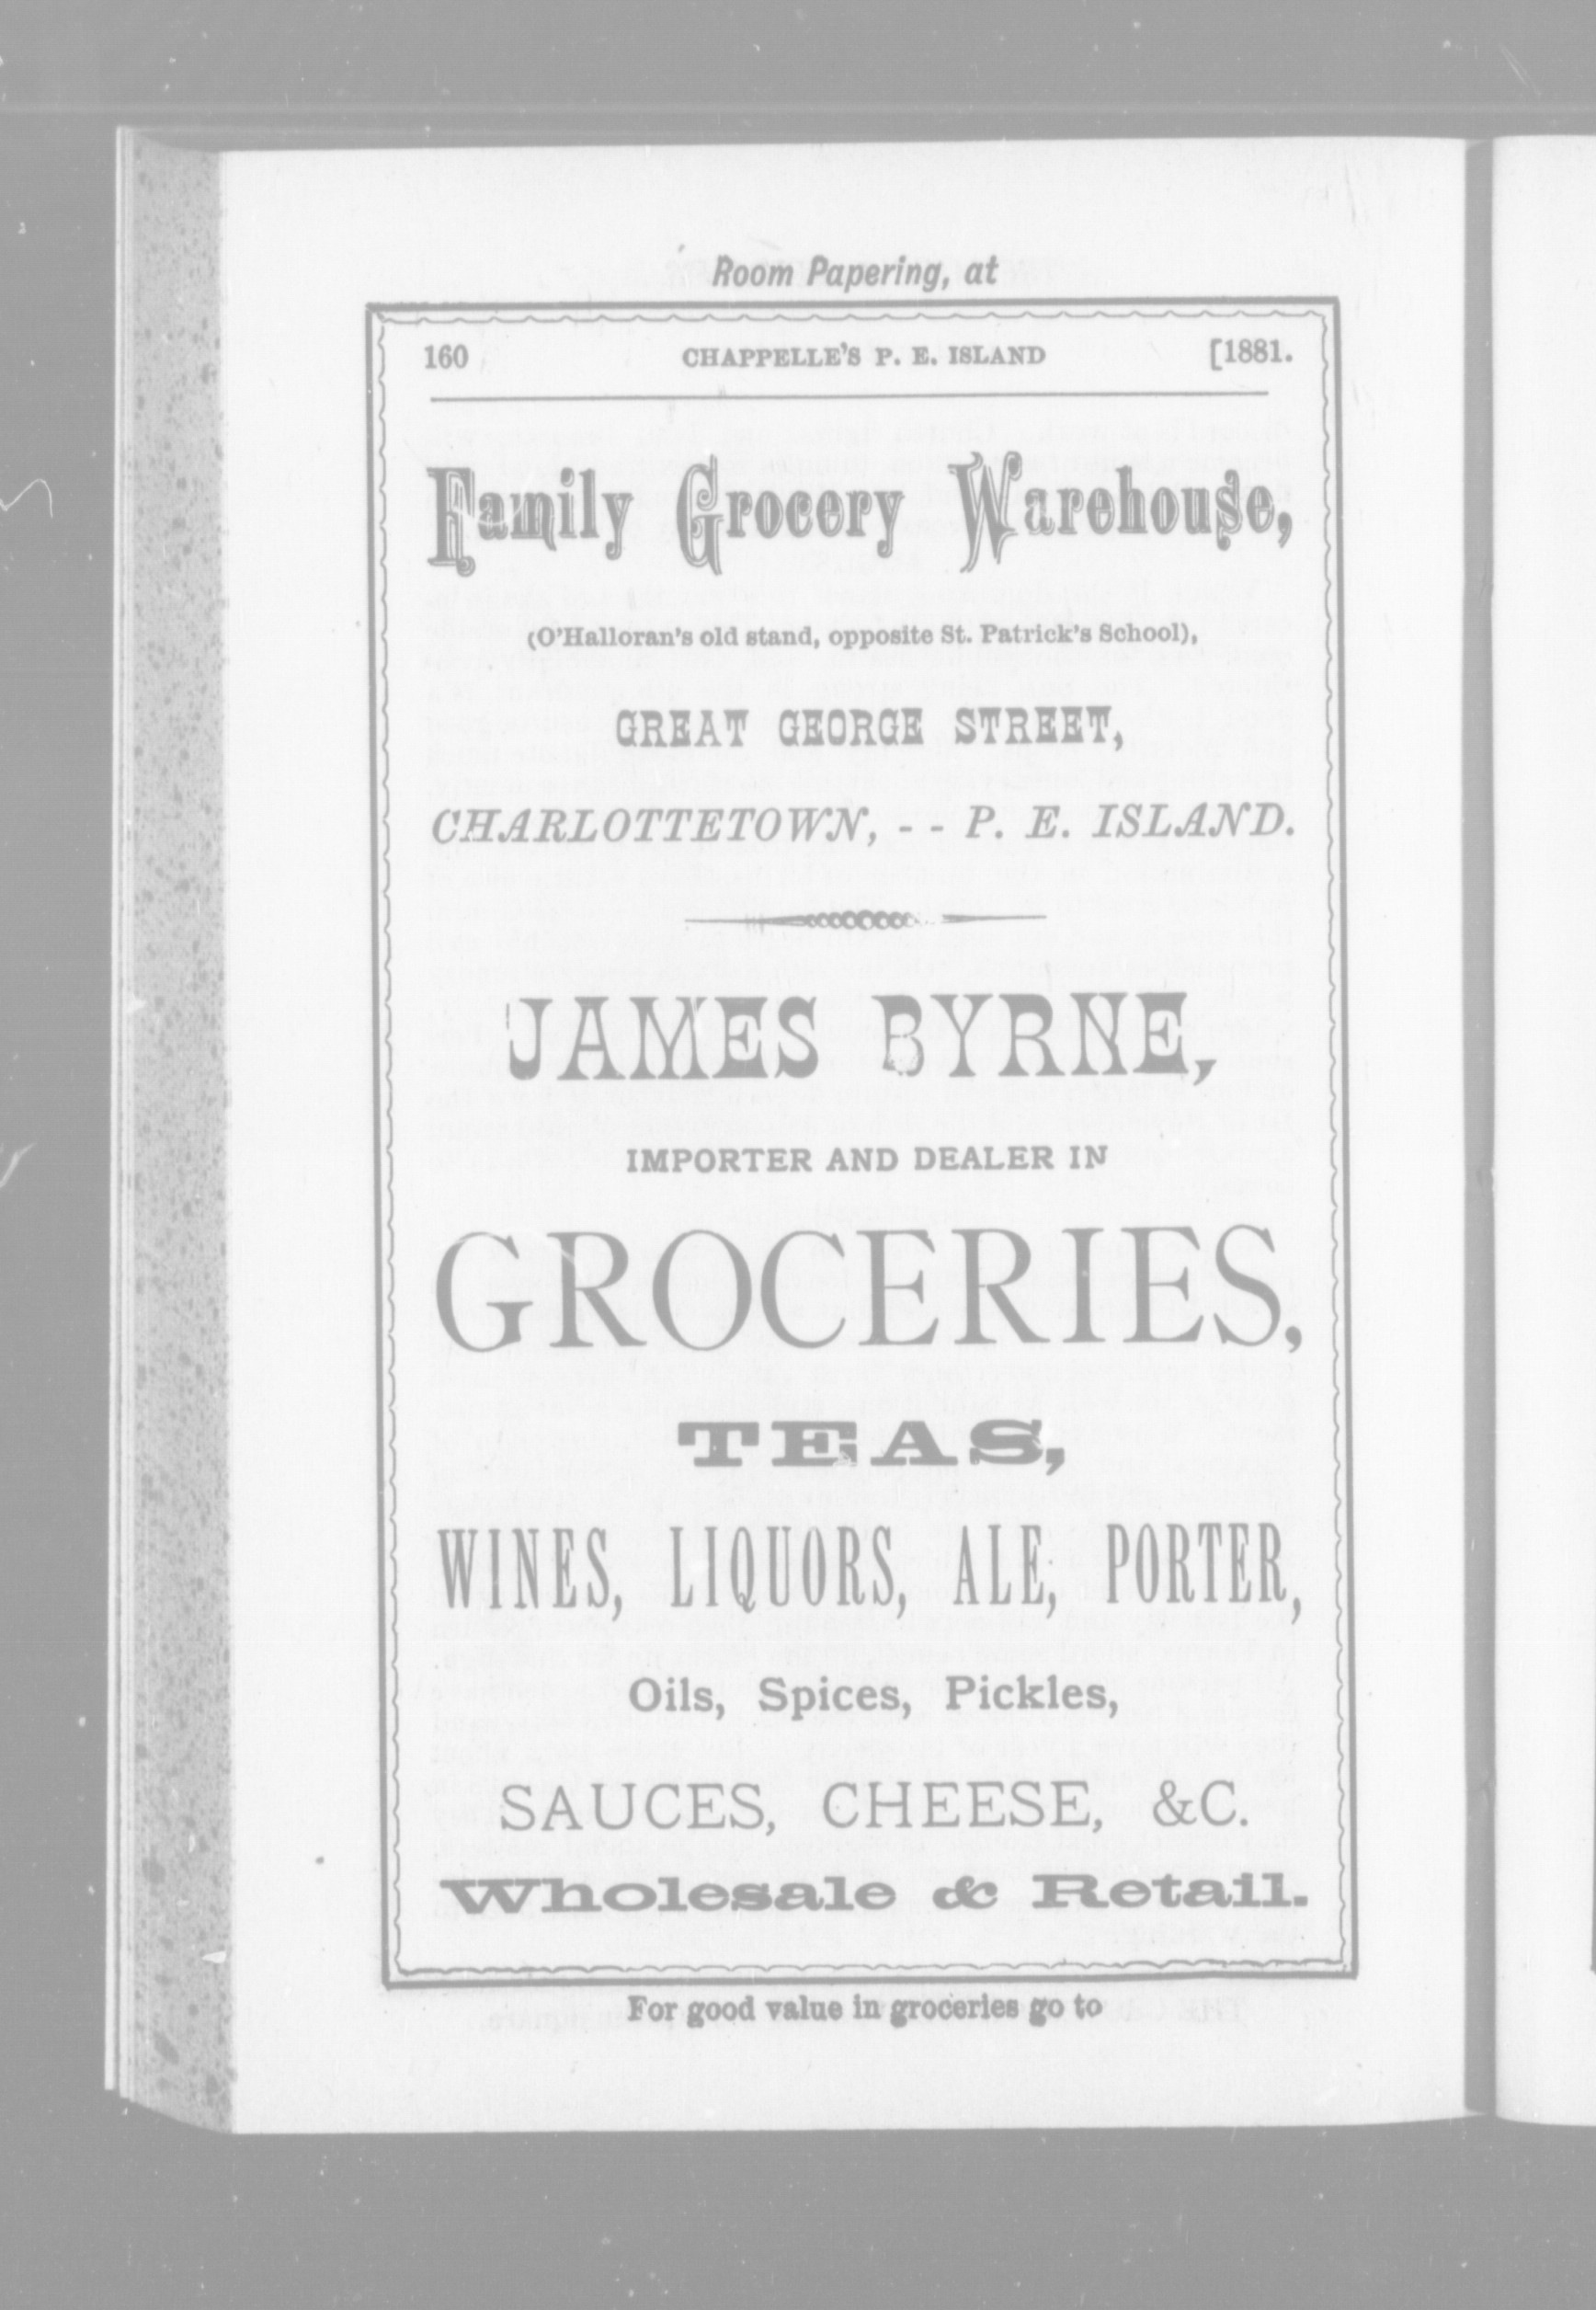 Room Papering, at
160 CHAPPELLE'S P. E. ISLAND [1881.
Family Grocery Warehouse,
(O'Halloran's old stand, opposite St. Patrick's School),
GREAT GEORGE STREET,
CHARLOTTETOWN, - - P. E. ISLAND.
JAMES BYRNE,
IMPORTER AND DEALER IN
GROCERIES,
TEAS,
WINES, LIQUORS, ALE, PORTER,
Oils, Spices, Pickles,
SAUCES, CHEESE, &C.
Wholesale & Retail.
For good value in groceries go to